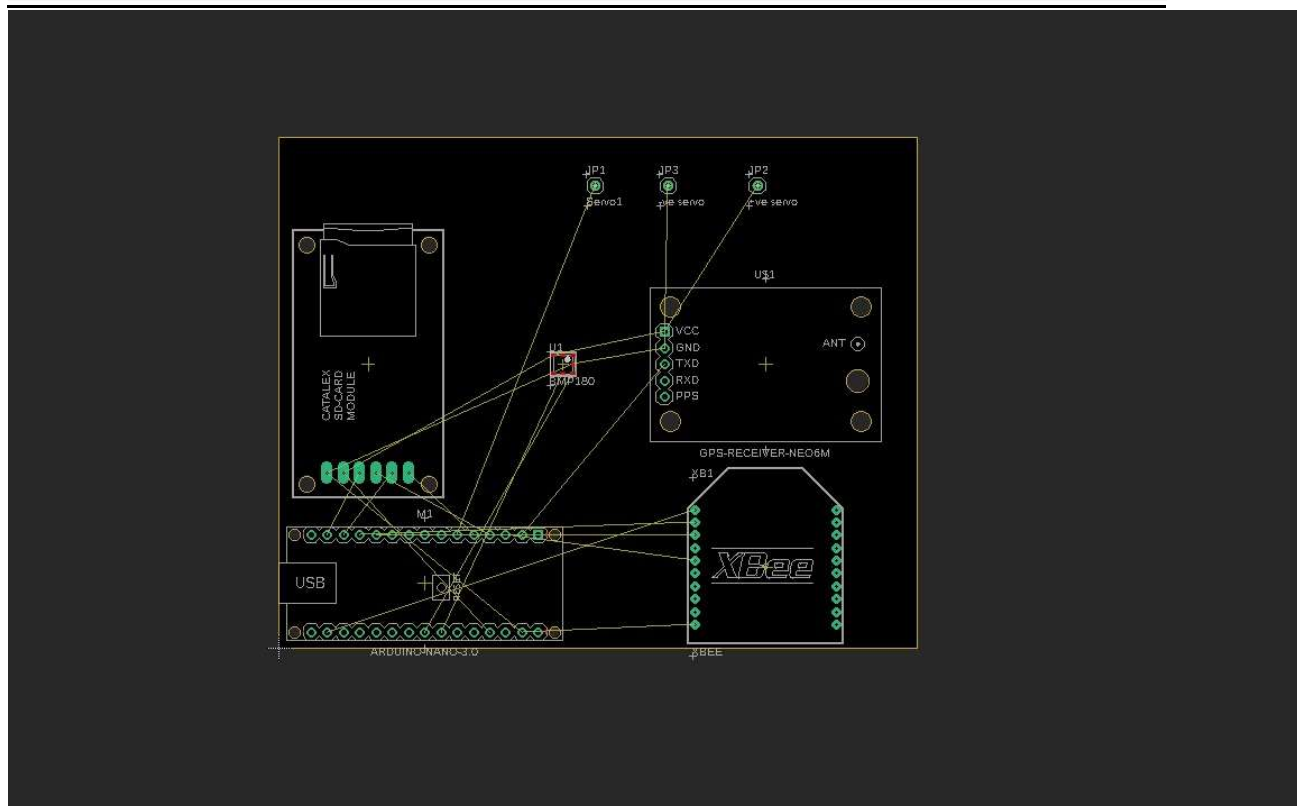 JP1
JP3
JP2
Servo1
-ve servo
+ve servo
U$1
VCC
GND
TXD
RXD
PPS
ANT
U1
BMP180
CATALEX
SD-CARD
MODULE
GPS-RECEIVER-NEO6M
XB1
M1
USB
XBee
ARDUINO-NANO-3.0
XBEE